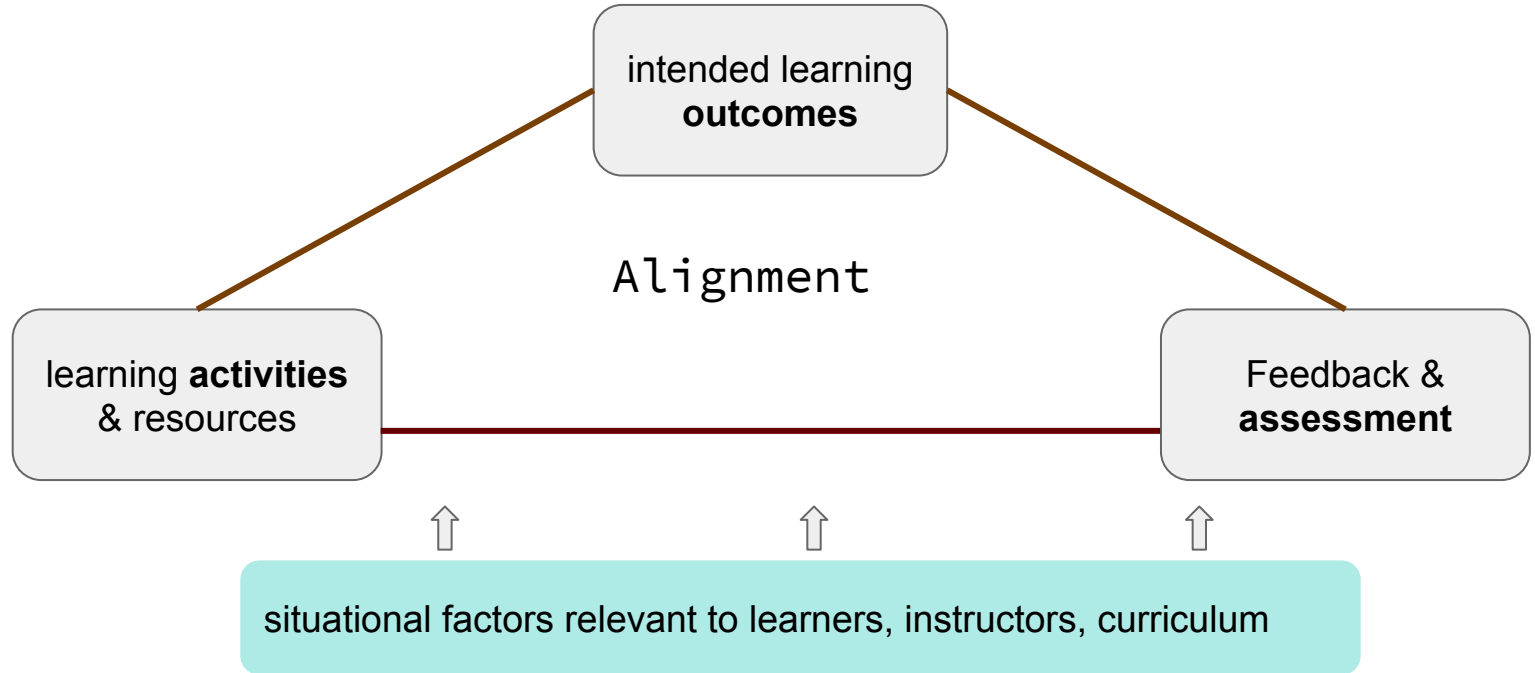 intended learning
outcomes
Alignment
learning activities
& resources
Feedback &
assessment
situational factors relevant to learners, instructors, curriculum